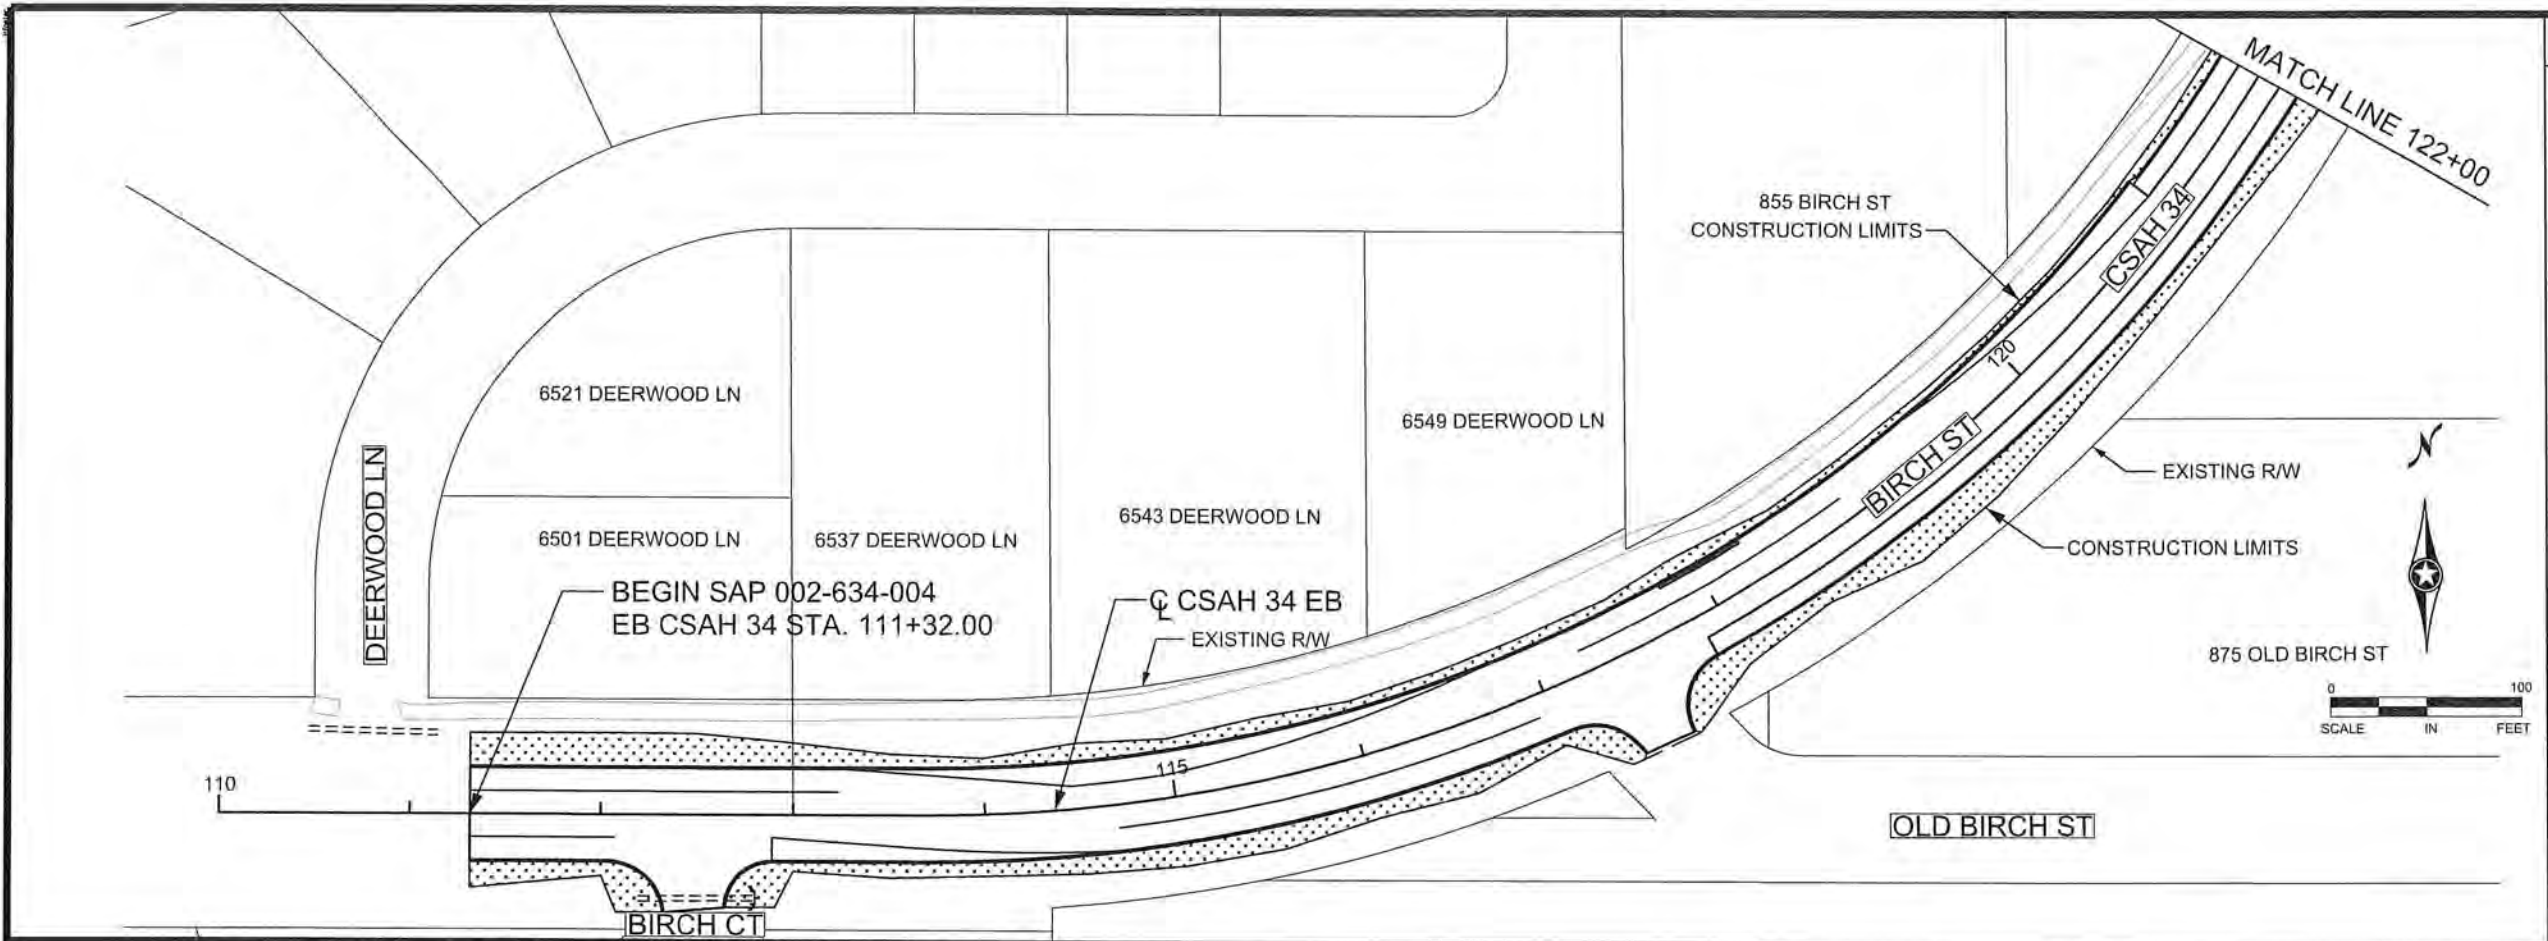 MATCH LINE 122+00
855 BIRCH ST
CONSTRUCTION LIMITS
CSAH 34
120
6521 DEERWOOD LN
6549 DEERWOOD LN
DEERWOOD LN
BIRCH ST
N
EXISTING R/W
6501 DEERWOOD LN
6537 DEERWOOD LN
6543 DEERWOOD LN
CONSTRUCTION LIMITS
BEGIN SAP 002-634-004
EB CSAH 34 STA. 111+32.00
℄ CSAH 34 EB
EXISTING R/W
875 OLD BIRCH ST
0 100
SCALE IN FEET
110
115
OLD BIRCH ST
BIRCH CT